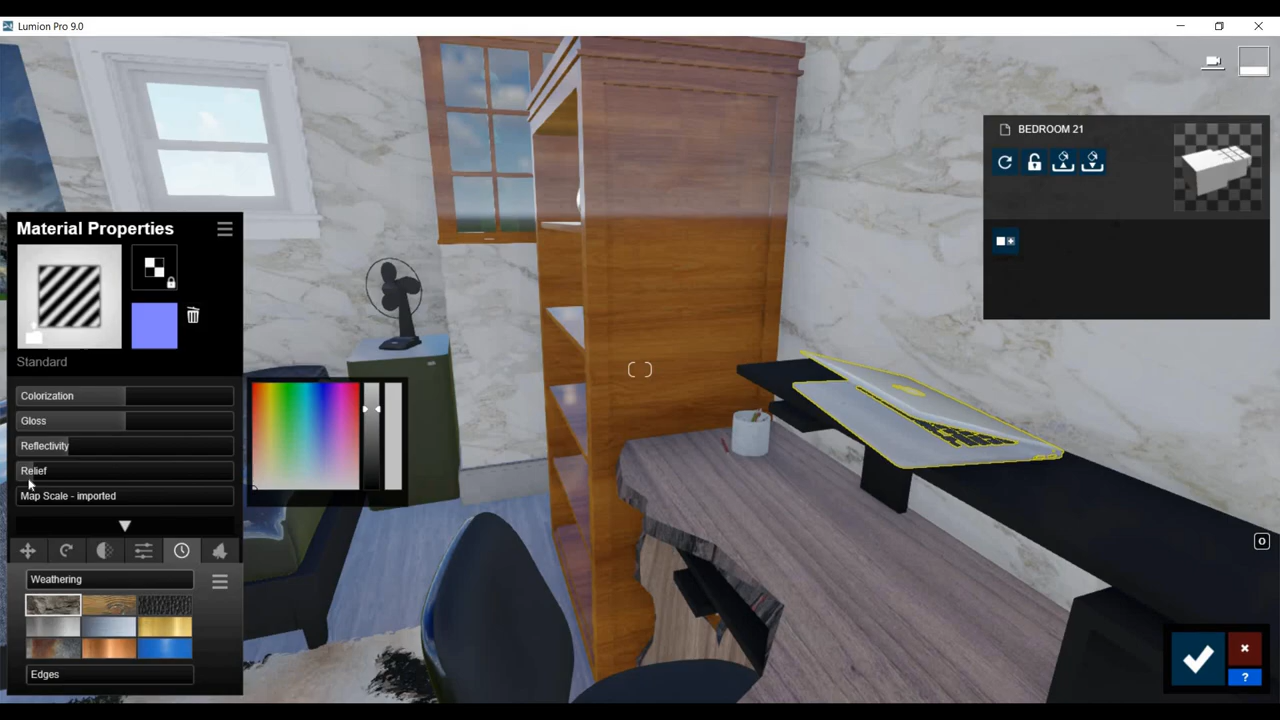 Lumion Pro 9.0
BEDROOM 21
Material Properties
Standard
Colorization
Gloss
Reflectivity
Relief
Map Scale - imported
Weathering
Edges
O
?